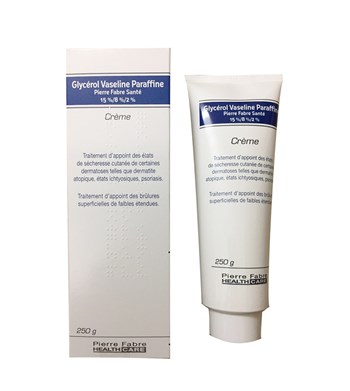 Glycérol Vaseline Paraffine
Pierre Fabre Santé
15 %/8 %/2 %
Crème
Traitement d'appoint des états
de sécheresse cutanée de certaines
dermatoses telles que dermatite
atopique, états ichtyosiques, psoriasis.
Traitement d'appoint des brûlures
superficielles de faibles étendues.
250 g
Pierre Fabre
HEALTH CARE
Glycérol Vaseline Paraffine
Pierre Fabre Santé
15 %/8 %/2 %
Crème
Traitement d'appoint des états
de sécheresse cutanée de certaines
dermatoses telles que dermatite
atopique, états ichtyosiques, psoriasis.
Traitement d'appoint des brûlures
superficielles de faibles étendues.
250 g
Pierre Fabre
HEALTH CARE